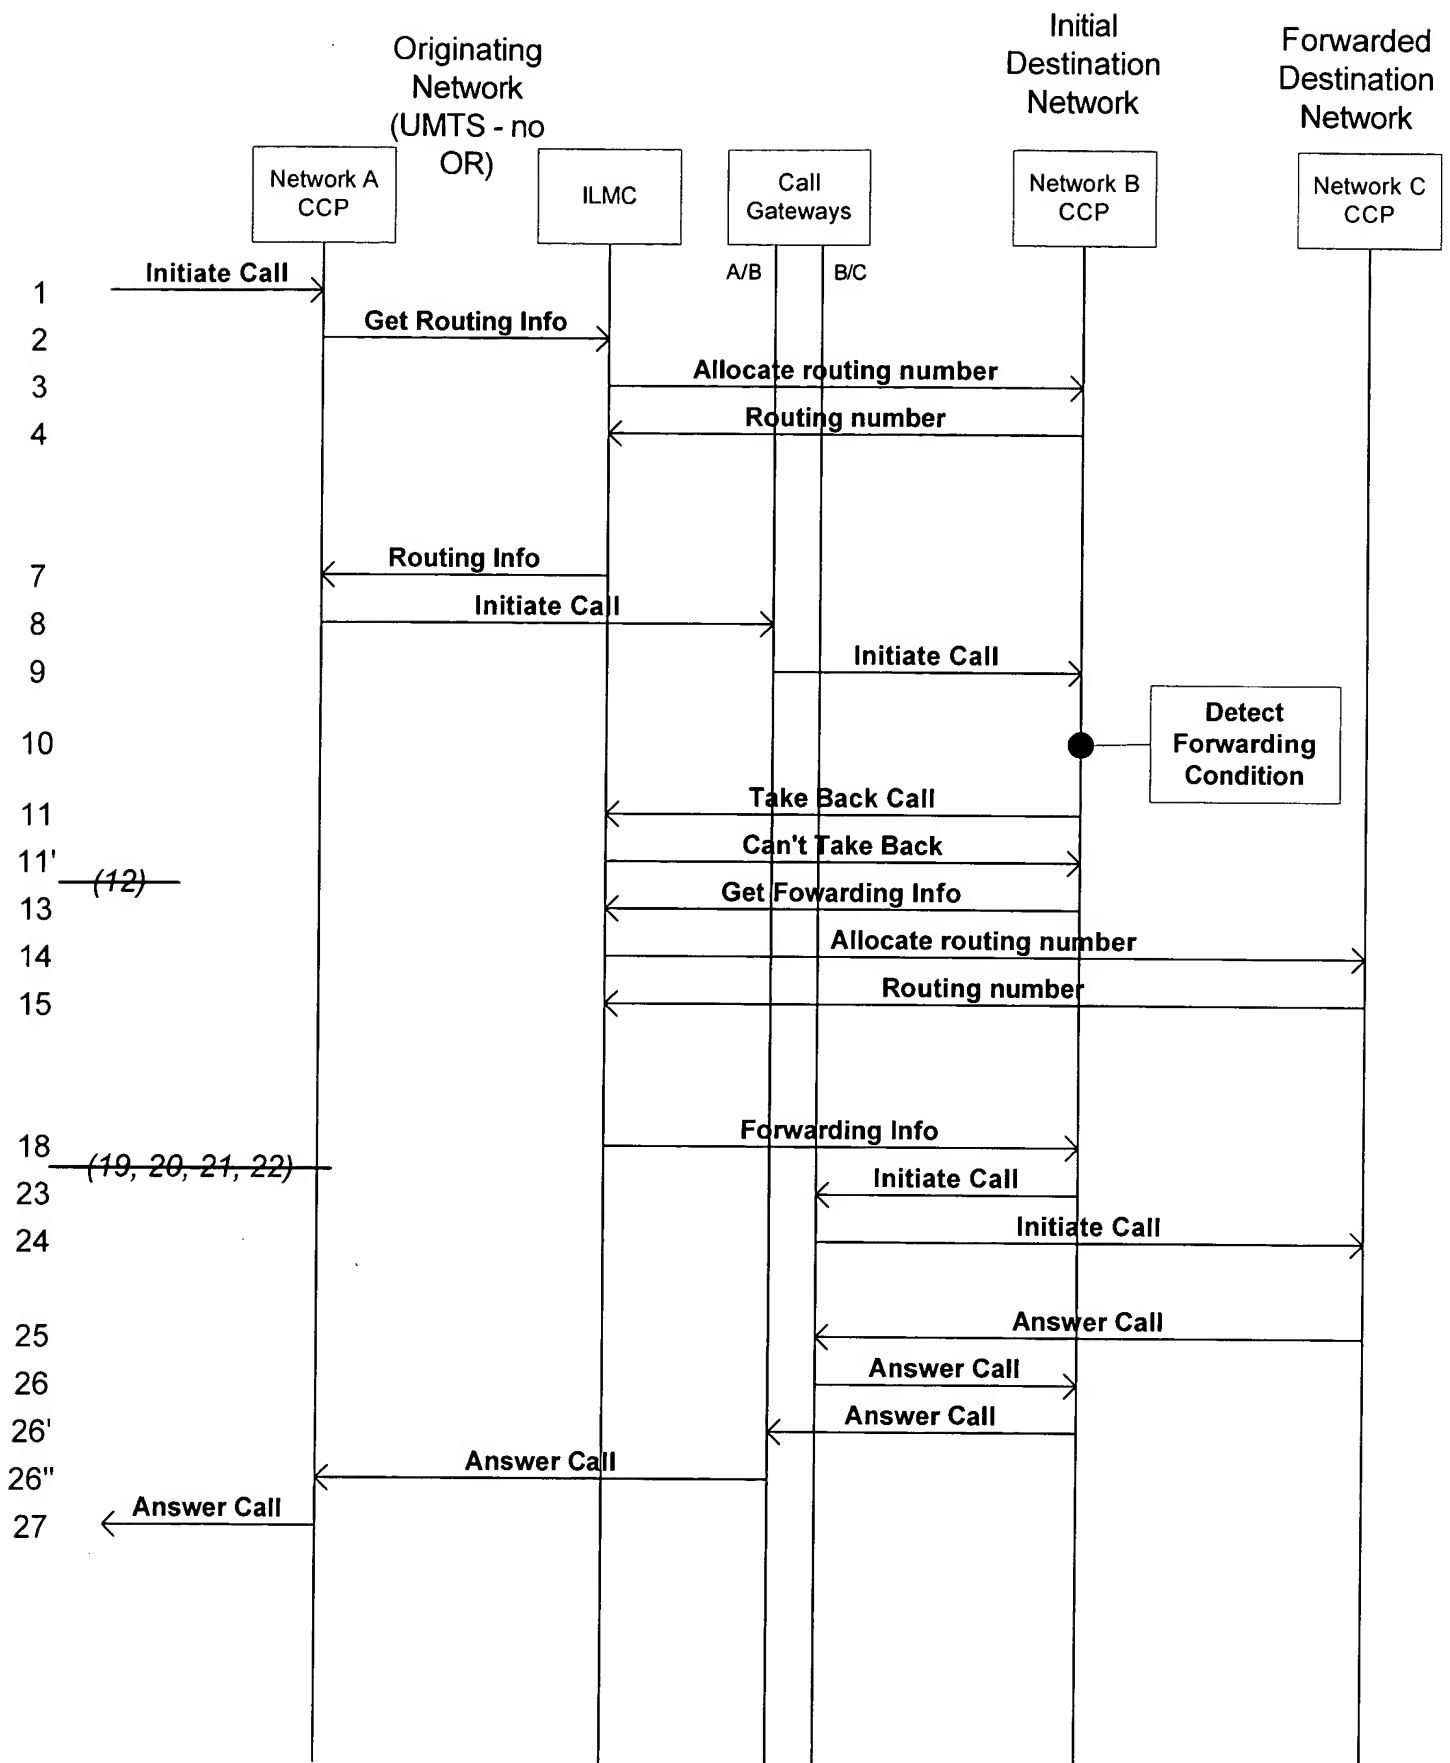 Originating
Network
(UMTS - no
OR)
Initial
Destination
Network
Forwarded
Destination
Network
Network A
CCP
ILMC
Call
Gateways
Network B
CCP
Network C
CCP
A/B
B/C
1
Initiate Call
2
Get Routing Info
3
Allocate routing number
4
Routing number
7
Routing Info
8
Initiate Call
9
Initiate Call
10
Detect
Forwarding
Condition
11
Take Back Call
11'
Can't Take Back
(12)
13
Get Fowarding Info
14
Allocate routing number
15
Routing number
18
Forwarding Info
(19, 20, 21, 22)
23
Initiate Call
24
Initiate Call
25
Answer Call
26
Answer Call
26'
Answer Call
26"
Answer Call
27
Answer Call